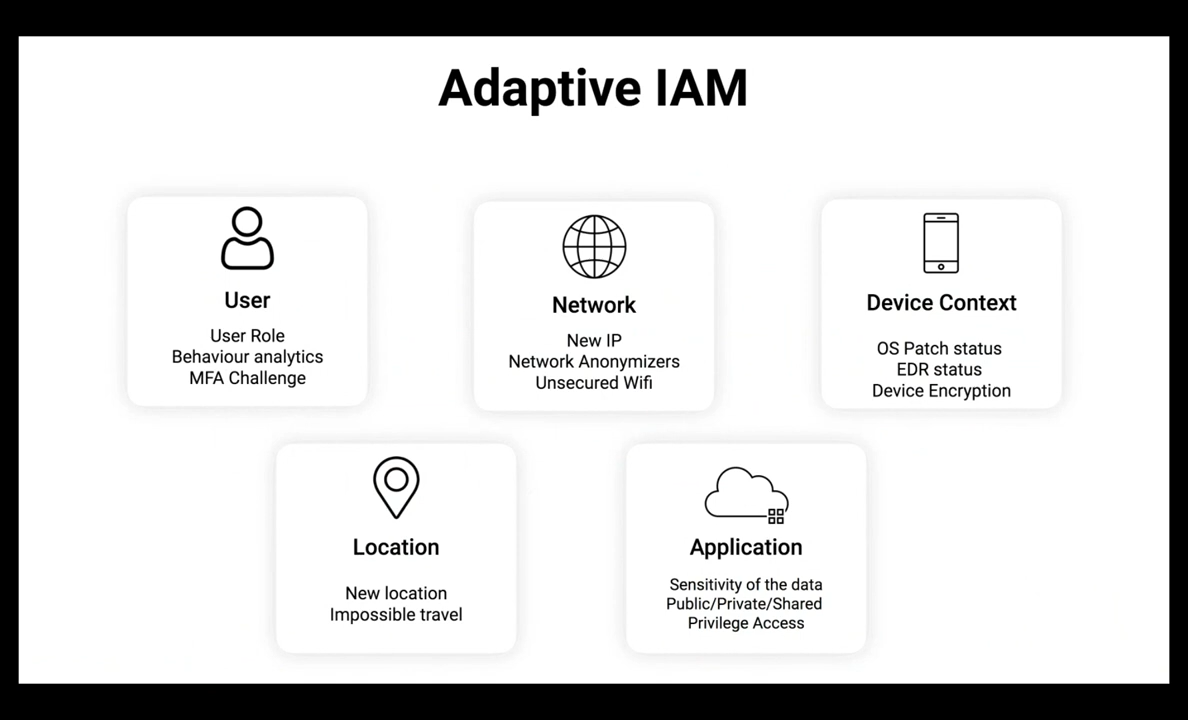 Adaptive IAM
User
User Role
Behaviour analytics
MFA Challenge
Network
New IP
Network Anonymizers
Unsecured Wifi
Device Context
OS Patch status
EDR status
Device Encryption
Location
New location
Impossible travel
Application
Sensitivity of the data
Public/Private/Shared
Privilege Access